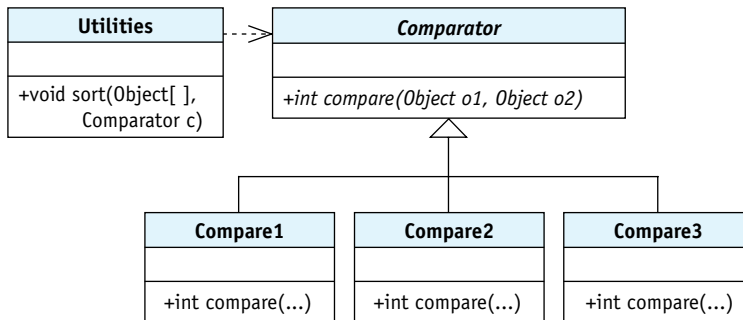 Utilities
Comparator
+void sort(Object[ ],
Comparator c)
+int compare(Object o1, Object o2)
Compare1
Compare2
Compare3
+int compare(...)
+int compare(...)
+int compare(...)